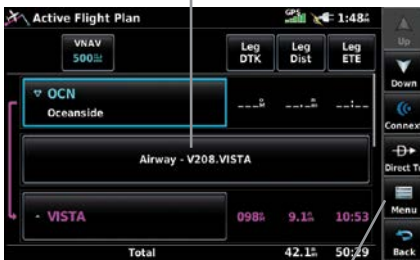 Active Flight Plan
GPS 1:48
VNAV
500
Leg DTK
Leg Dist
Leg ETE
Up
OCN
Oceanside
Down
Connext
Airway - V208.VISTA
Direct To
VISTA 098 9.1 10:53
Menu
Total 42.1 50:29
Back